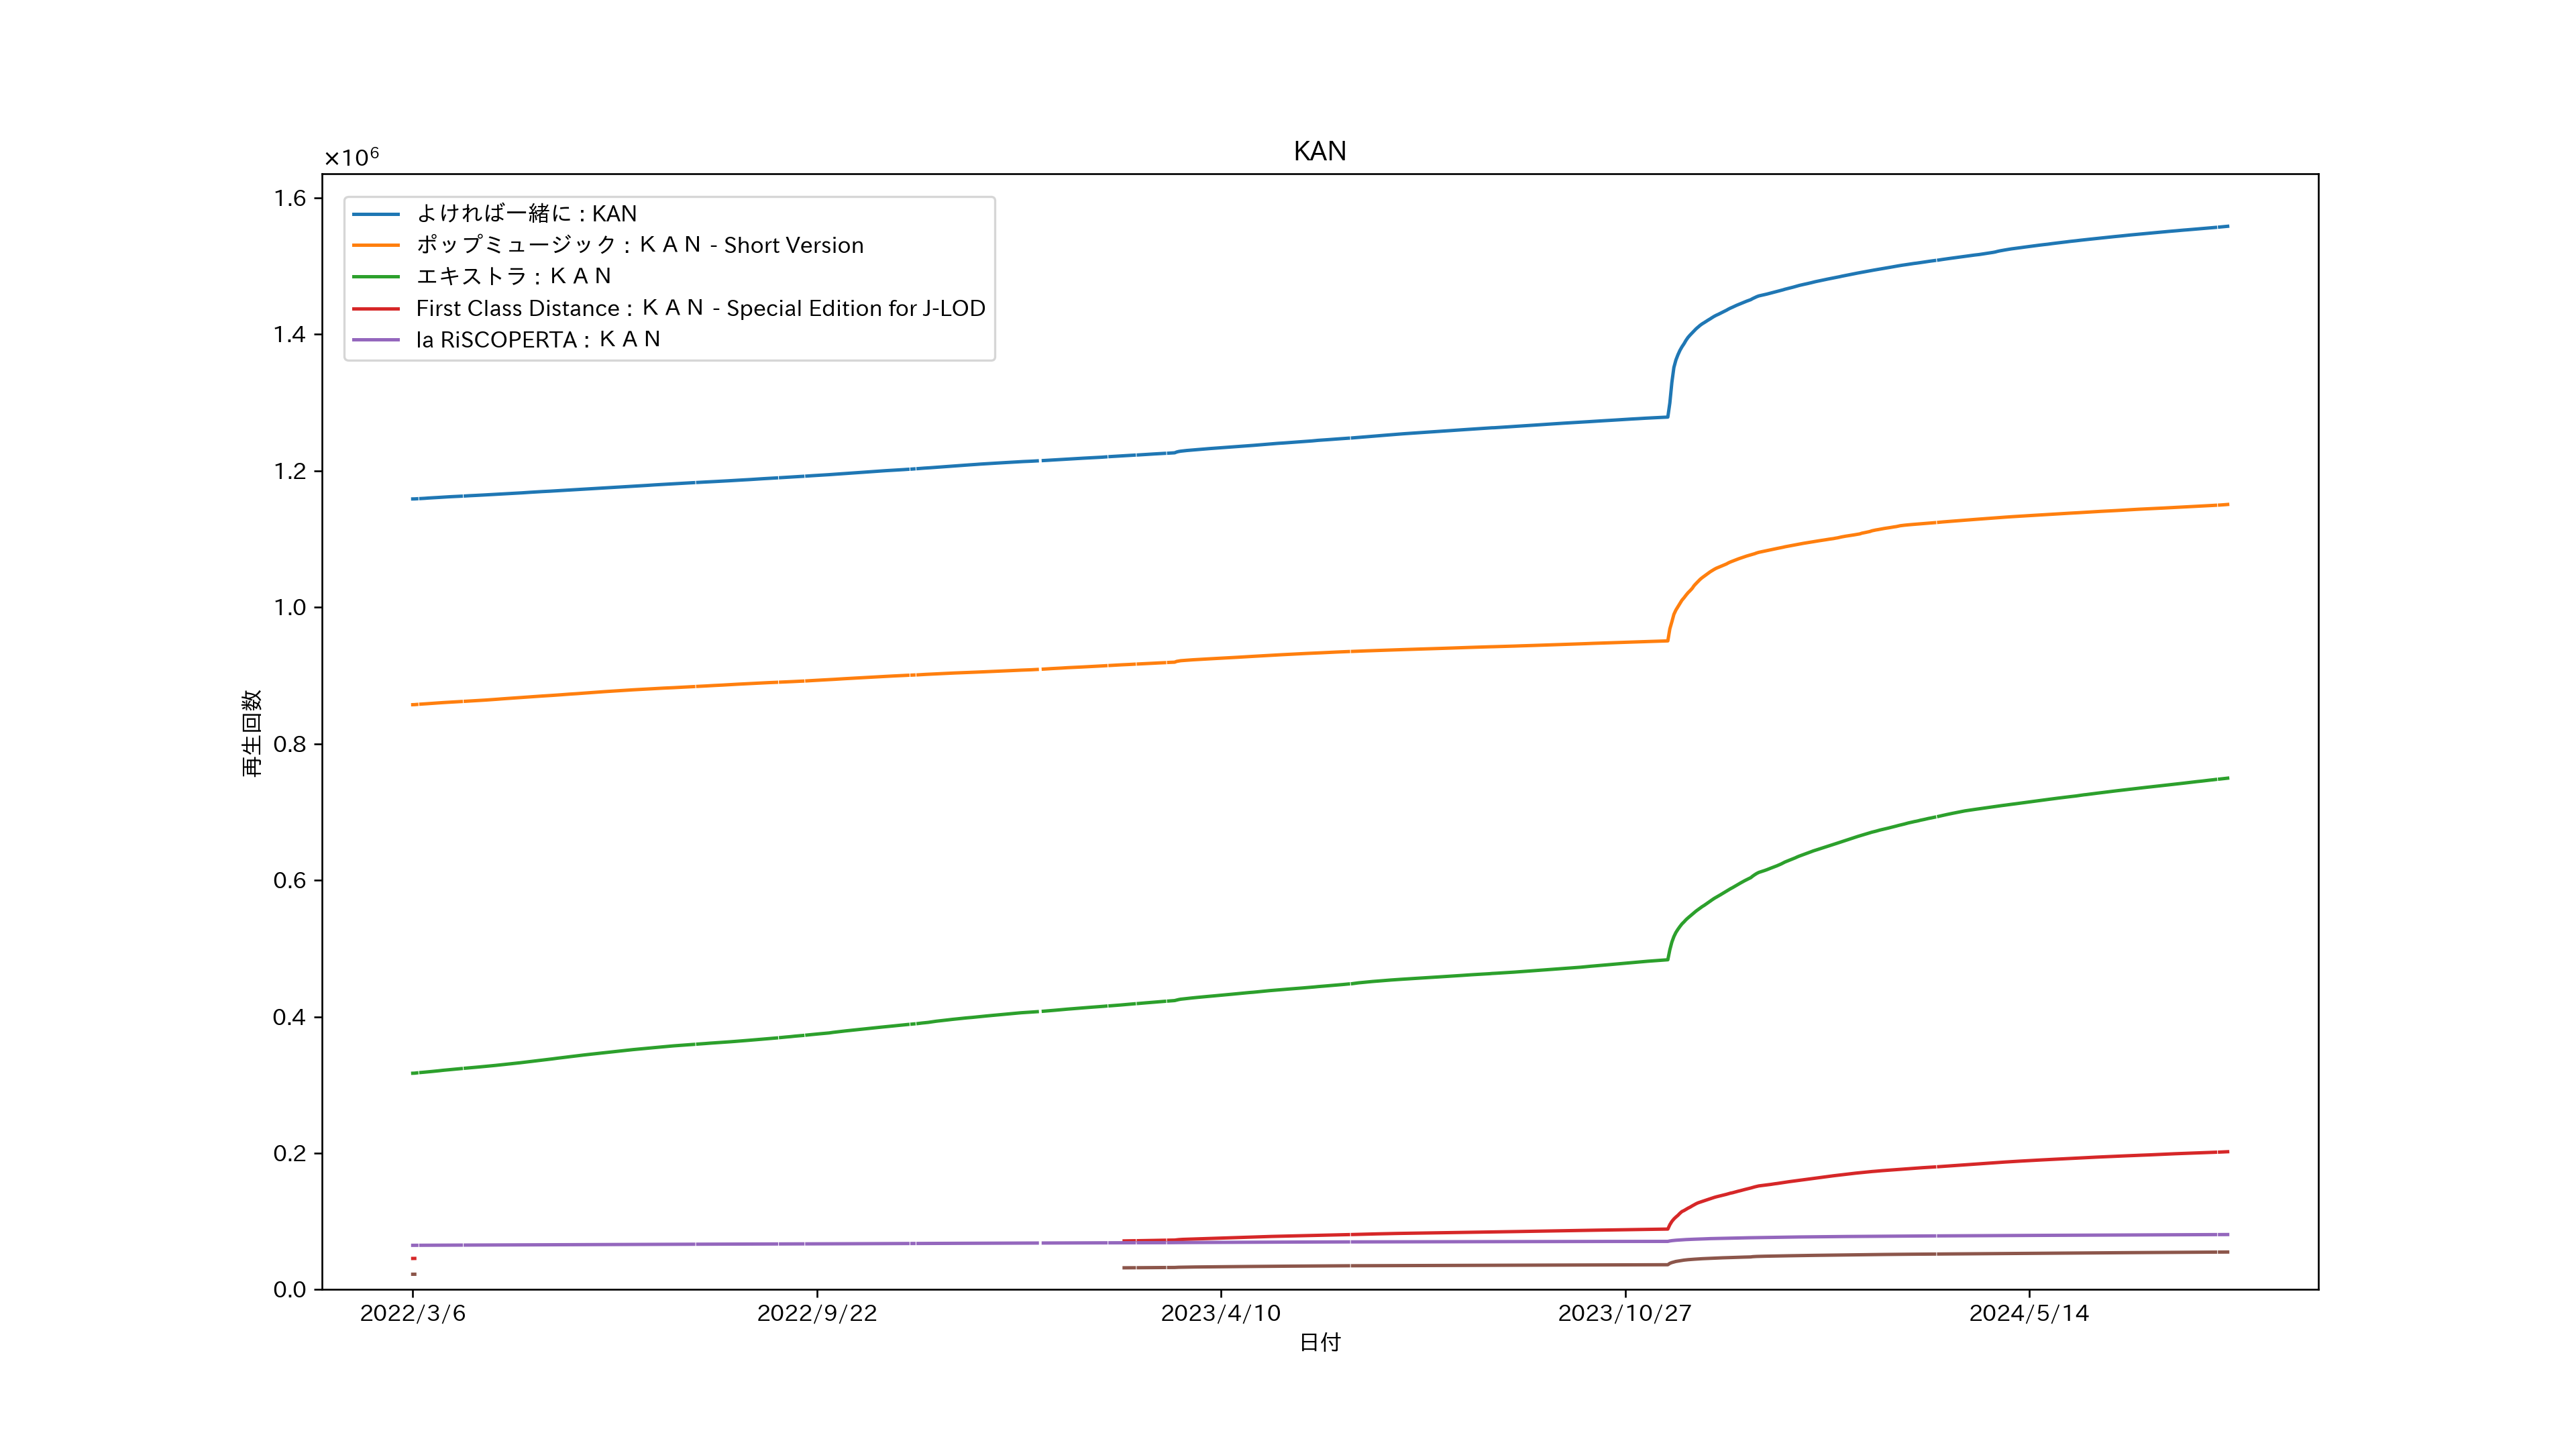 KAN
×10⁶
1.6
1.4
1.2
1.0
0.8
0.6
0.4
0.2
0.0
再生回数
よければ一緒に : KAN
ポップミュージック : ＫＡＮ - Short Version
エキストラ : ＫＡＮ
First Class Distance : ＫＡＮ - Special Edition for J-LOD
la RiSCOPERTA : ＫＡＮ
2022/3/6
2022/9/22
2023/4/10
2023/10/27
2024/5/14
日付